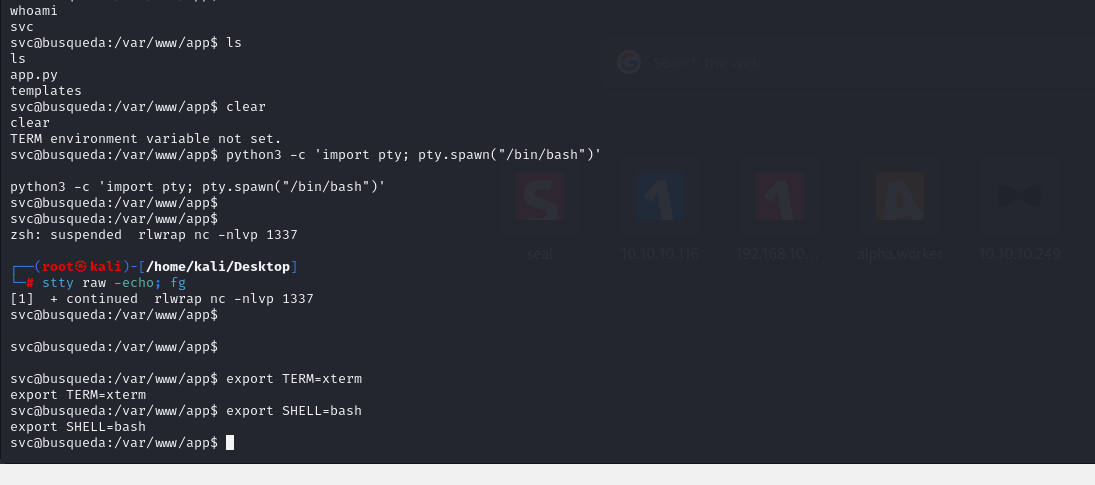 whoami
svc
svc@busqueda:/var/www/app$ ls
ls
app.py
templates
svc@busqueda:/var/www/app$ clear
clear
TERM environment variable not set.
svc@busqueda:/var/www/app$ python3 -c 'import pty; pty.spawn("/bin/bash")'
python3 -c 'import pty; pty.spawn("/bin/bash")'
svc@busqueda:/var/www/app$
svc@busqueda:/var/www/app$
zsh: suspended  rlwrap nc -nlvp 1337
┌──(root㉿kali)-[/home/kali/Desktop]
└─# stty raw -echo; fg
[1]  + continued  rlwrap nc -nlvp 1337
svc@busqueda:/var/www/app$
svc@busqueda:/var/www/app$
svc@busqueda:/var/www/app$ export TERM=xterm
export TERM=xterm
svc@busqueda:/var/www/app$ export SHELL=bash
export SHELL=bash
svc@busqueda:/var/www/app$
Search the web
S
1
1
A
seal
10.10.10.116
192.168.10...
alpha.worker
10.10.10.249